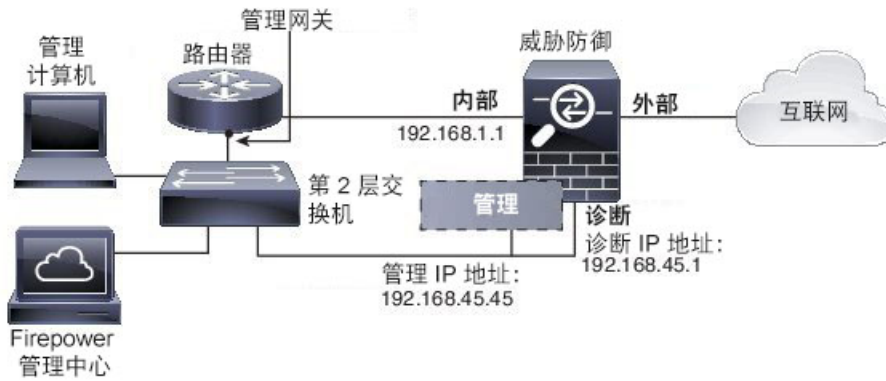 管理网关
管理
计算机
路由器
威胁防御
内部
外部
互联网
192.168.1.1
第 2 层交
换机
管理
诊断
诊断 IP 地址：
192.168.45.1
管理 IP 地址：
192.168.45.45
Firepower
管理中心